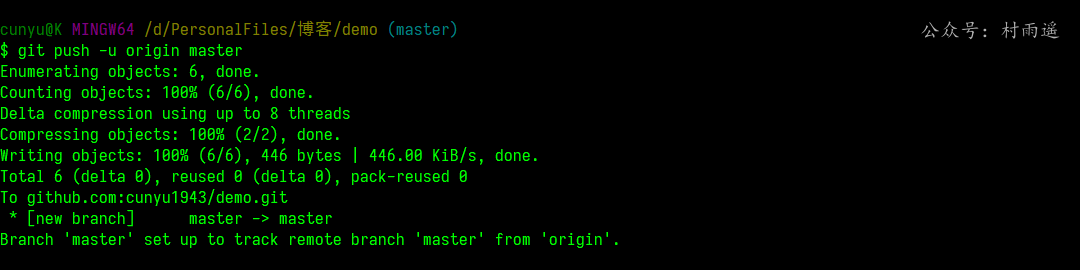 cunyu@K MINGW64 /d/PersonalFiles/博客/demo (master)
公众号: 村雨遥
$ git push -u origin master
Enumerating objects: 6, done.
Counting objects: 100% (6/6), done.
Delta compression using up to 8 threads
Compressing objects: 100% (2/2), done.
Writing objects: 100% (6/6), 446 bytes | 446.00 KiB/s, done.
Total 6 (delta 0), reused 0 (delta 0), pack-reused 0
To github.com:cunyu1943/demo.git
 * [new branch]      master -> master
Branch 'master' set up to track remote branch 'master' from 'origin'.